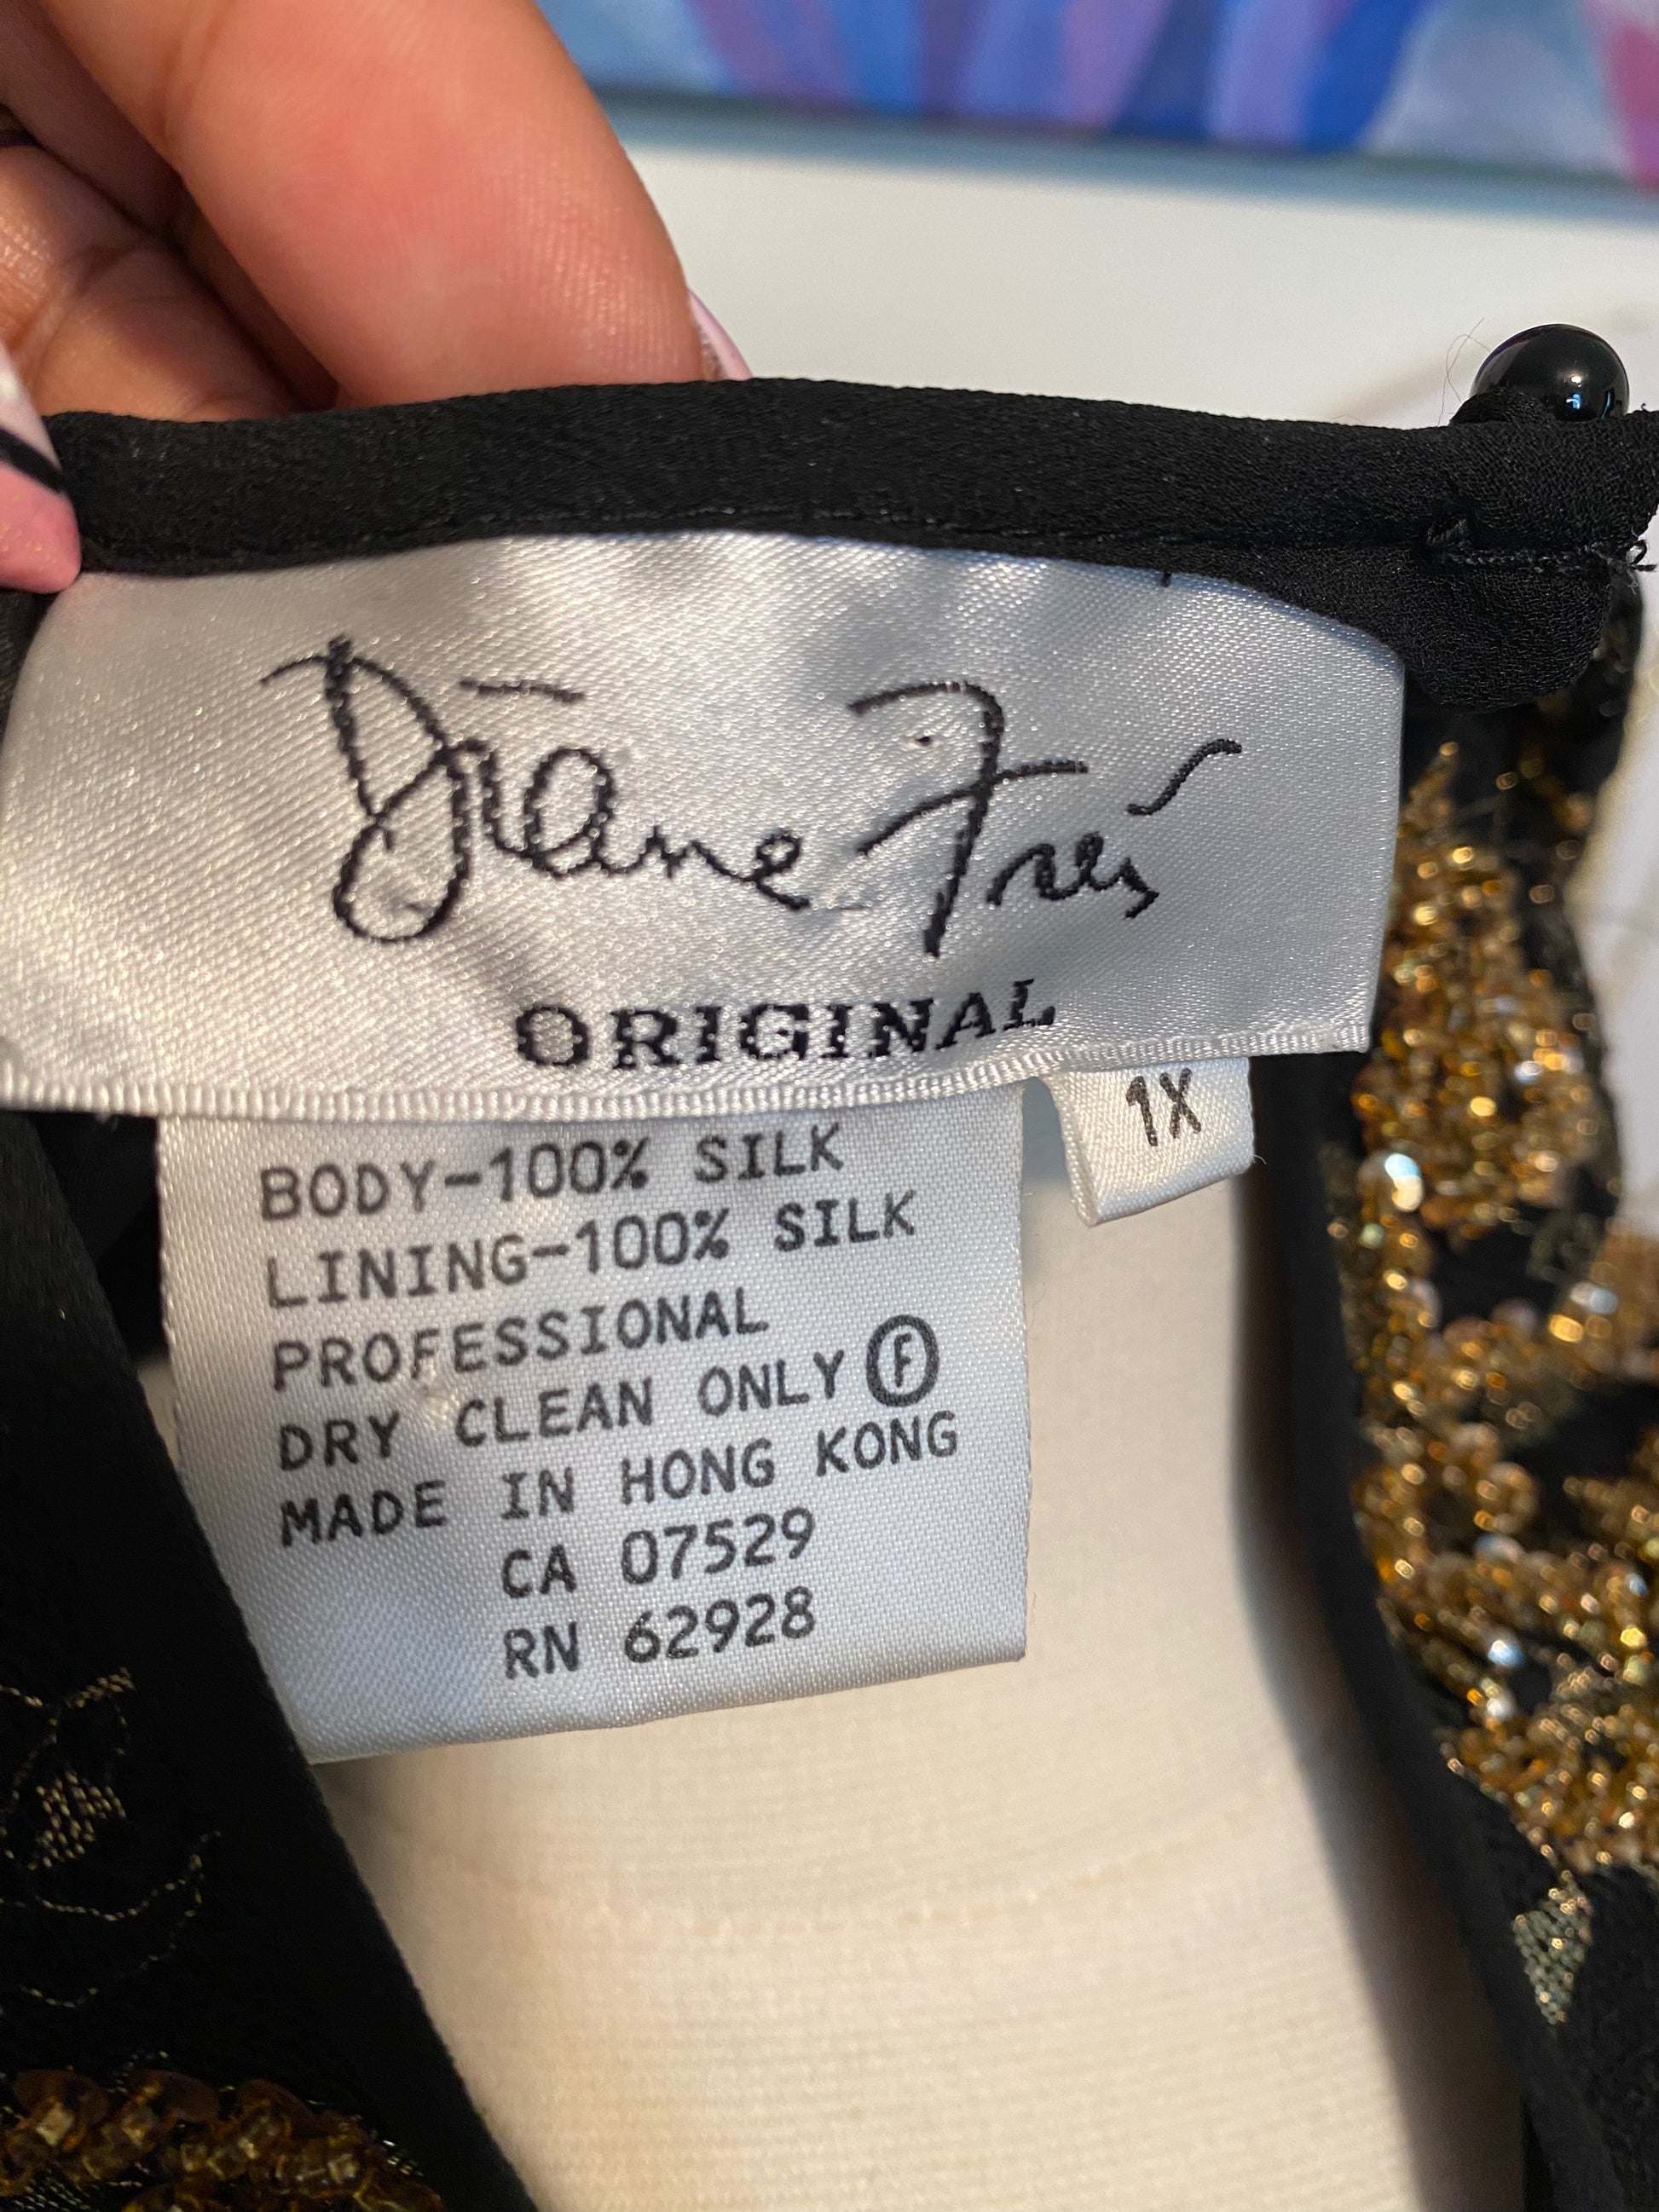 Diane Freis
ORIGINAL
1X
BODY-100% SILK
LINING-100% SILK
PROFESSIONAL
DRY CLEAN ONLY Ⓕ
MADE IN HONG KONG
CA 07529
RN 62928